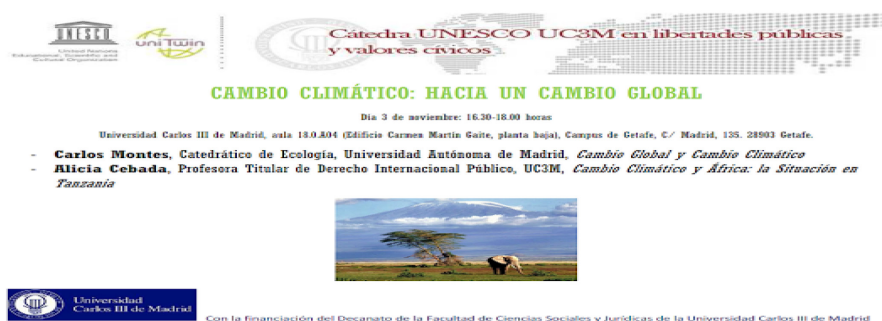 UNESCO
United Nations
Educational, Scientific and
Cultural Organization
uniTwin
Cátedra UNESCO UC3M en libertades públicas
y valores cívicos
CAMBIO CLIMÁTICO: HACIA UN CAMBIO GLOBAL
Día 3 de noviembre: 16.30-18.00 horas
Universidad Carlos III de Madrid, aula 18.0.A04 (Edificio Carmen Martín Gaite, planta baja), Campus de Getafe, C/ Madrid, 135. 28903 Getafe.
- Carlos Montes, Catedrático de Ecología, Universidad Autónoma de Madrid, Cambio Global y Cambio Climático
- Alicia Cebada, Profesora Titular de Derecho Internacional Público, UC3M, Cambio Climático y África: la Situación en
Tanzania
Universidad
Carlos III de Madrid
Con la financiación del Decanato de la Facultad de Ciencias Sociales y Jurídicas de la Universidad Carlos III de Madrid